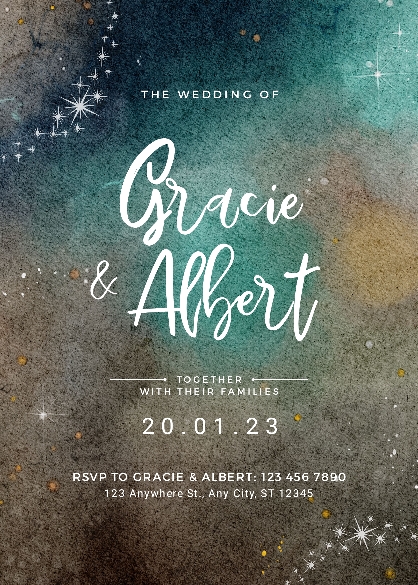 THE WEDDING OF
Gracie
& Albert
TOGETHER
WITH THEIR FAMILIES
20.01.23
RSVP TO GRACIE & ALBERT: 123 456 7890
123 Anywhere St., Any City, ST 12345